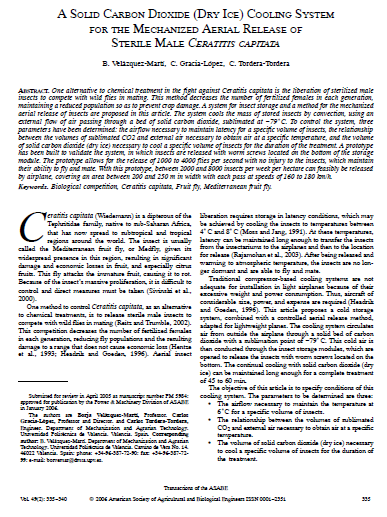 A SOLID CARBON DIOXIDE (DRY ICE) COOLING SYSTEM
FOR THE MECHANIZED AERIAL RELEASE OF
STERILE MALE CERATITIS CAPITATA
B. Velázquez-Martí, C. Gracia-López, C. Tordera-Tordera
ABSTRACT. One alternative to chemical treatment in the fight against Ceratitis capitata is the liberation of sterilized male
insects to compete with wild flies in mating. This method decreases the number of fertilized females in each generation,
maintaining a reduced population so as to prevent crop damage. A system for insect storage and a method for the mechanized
aerial release of insects are proposed in this article. The system cools the mass of stored insects by convection, using an
external flow of air passing through a bed of solid carbon dioxide, sublimated at −79°C. To control the system, three
parameters have been determined: the airflow necessary to maintain latency for a specific volume of insects, the relationship
between the volumes of sublimated CO2 and external air necessary to obtain air at a specific temperature, and the volume
of solid carbon dioxide (dry ice) necessary to cool a specific volume of insects for the duration of the treatment. A prototype
has been built to validate the system, in which insects are released with worm screws located on the bottom of the storage
module. The prototype allows for the release of 1000 to 4000 flies per second with no injury to the insects, which maintain
their ability to fly and mate. With this prototype, between 2000 and 8000 insects per week per hectare can feasibly be released
by airplane, covering an area between 200 and 250 m in width with each pass at speeds of 160 to 180 km/h.
Keywords. Biological competition, Ceratitis capitata, Fruit fly, Mediterranean fruit fly.
Ceratitis capitata (Wiedemann) is a dipterous of the
Tephritidae family, native to sub-Saharan Africa,
that has now spread to subtropical and tropical
regions around the world. The insect is usually
called the Mediterranean fruit fly, or Medfly, given its
widespread presence in this region, resulting in significant
damage and economic losses in fruit, and especially citrus
fruits. This fly attacks the immature fruit, causing it to rot.
Because of the insect's massive proliferation, it is difficult to
control and direct measures must be taken (Sirinski et al.,
2000).
One method to control Ceratitis capitata, as an alternative
to chemical treatments, is to release sterile male insects to
compete with wild flies in mating (Reitz and Trumble, 2002).
This competition decreases the number of fertilized females
in each generation, reducing fly populations and the resulting
damage to a range that does not cause economic loss (Hentze
et al., 1993; Hendrik and Goeden, 1996). Aerial insect
Submitted for review in April 2005 as manuscript number PM 5984;
approved for publication by the Power & Machinery Division of ASABE
in January 2006.
The authors are Borja Velázquez-Martí, Professor, Carlos
Gracia-López, Professor and Director, and Carlos Tordera-Tordera,
Engineer, Department of Mechanization and Agrarian Technology,
Universidad Politécnica de Valencia, Valencia, Spain. Corresponding
author: B. Velázquez-Martí, Department of Mechanization and Agrarian
Technology, Universidad Politécnica de Valencia, Camino de Vera No. 4,
46022 Valencia, Spain; phone: +34-96-387-72-90; fax: +34-96-387-72-
99; e-mail: borvemar@dmta.upv.es.
liberation requires storage in latency conditions, which may
be achieved by cooling the insects to temperatures between
4°C and 8°C (Mora and Jang, 1991). At these temperatures,
latency can be maintained long enough to transfer the insects
from the insectariums to the airplanes and then to the location
for release (Rajamohan et al., 2003). After being released and
warming to atmospheric temperature, the insects are no lon-
ger dormant and are able to fly and mate.
Traditional compressor-based cooling systems are not
adequate for installation in light airplanes because of their
excessive weight and power consumption. Thus, aircraft of
considerable size, power, and expense are required (Hendrik
and Goeden, 1996). This article proposes a solid storage
system, combined with a controlled aerial release method,
adapted for lightweight planes. The cooling system circulates
air from outside the airplane through a solid bed of carbon
dioxide with a sublimation point of −79°C. This cold air is
then conducted through the insect storage modules, which are
opened to release the insects with worm screws located on the
bottom. The continual cooling with solid carbon dioxide (dry
ice) can be maintained long enough for a complete treatment
of 45 to 60 min.
The objective of this article is to specify conditions of this
cooling system. The parameters to be determined are three:
• The airflow necessary to maintain the temperature at
6°C for a specific volume of insects.
• The relationship between the volumes of sublimated
CO2 and external air necessary to obtain air at a specific
temperature.
• The volume of solid carbon dioxide (dry ice) necessary
to cool a specific volume of insects for the duration of
the treatment.
Transactions of the ASABE
Vol. 49(2): 335−340 © 2006 American Society of Agricultural and Biological Engineers ISSN 0001−2351 335